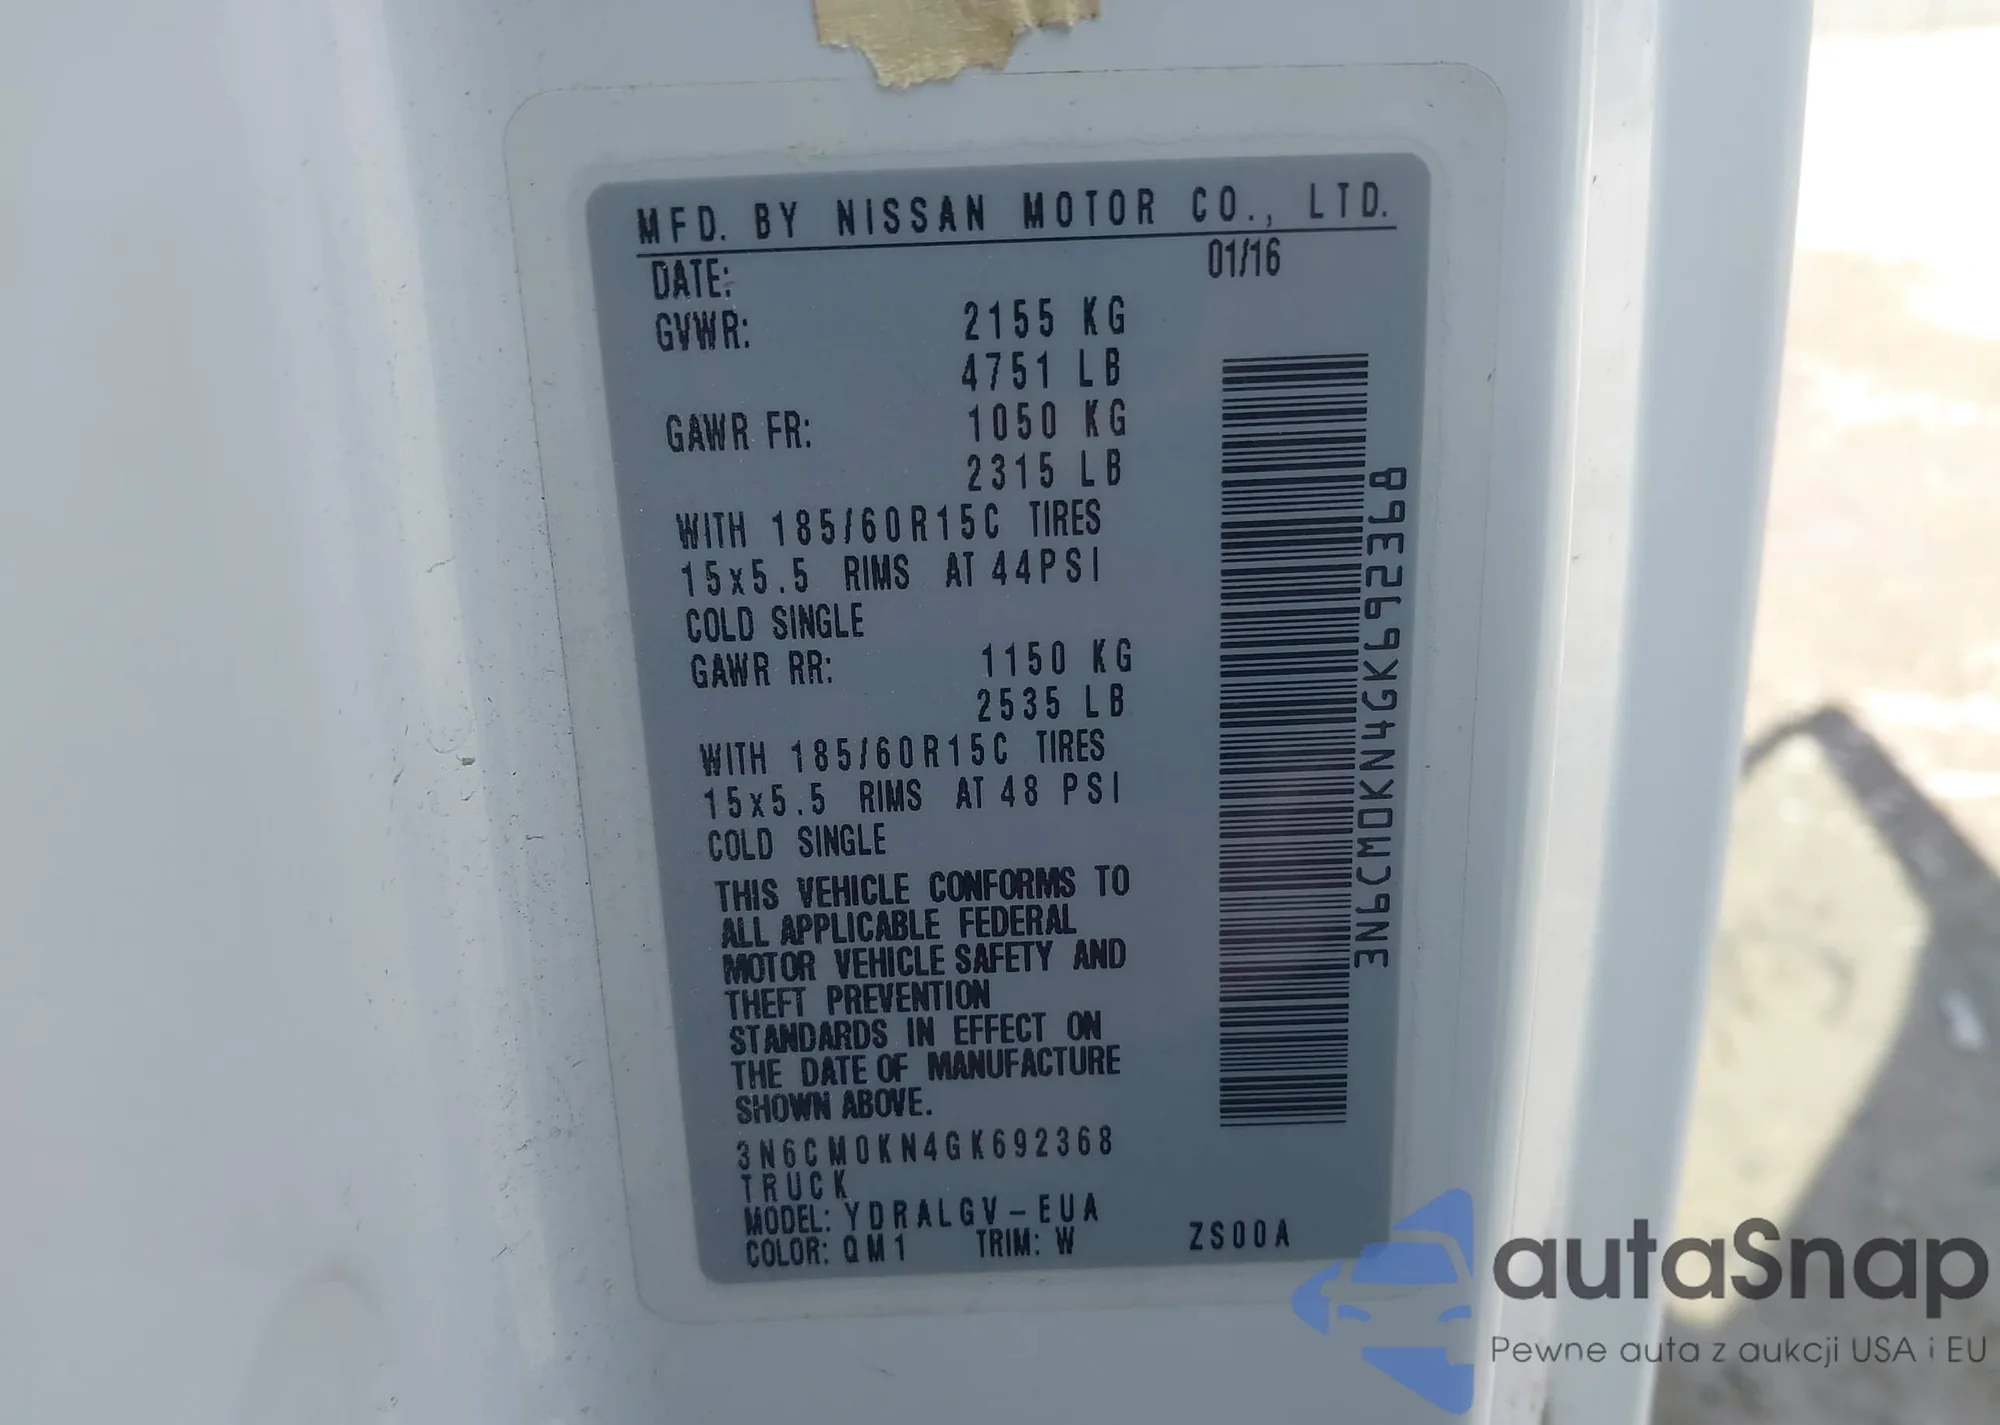 MFD. BY NISSAN MOTOR CO., LTD.
DATE: 01/16
GVWR: 2155 KG
4751 LB
GAWR FR: 1050 KG
2315 LB
WITH 185/60R15C TIRES
15x5.5 RIMS AT 44PSI
COLD SINGLE
GAWR RR: 1150 KG
2535 LB
WITH 185/60R15C TIRES
15x5.5 RIMS AT 48 PSI
COLD SINGLE
THIS VEHICLE CONFORMS TO
ALL APPLICABLE FEDERAL
MOTOR VEHICLE SAFETY AND
THEFT PREVENTION
STANDARDS IN EFFECT ON
THE DATE OF MANUFACTURE
SHOWN ABOVE.
3N6CM0KN4GK692368
TRUCK
MODEL: YDRALGV-EUA
COLOR: QM1 TRIM: W ZS00A
3N6CM0KN4GK692368
autaSnap
Pewne auta z aukcji USA i EU